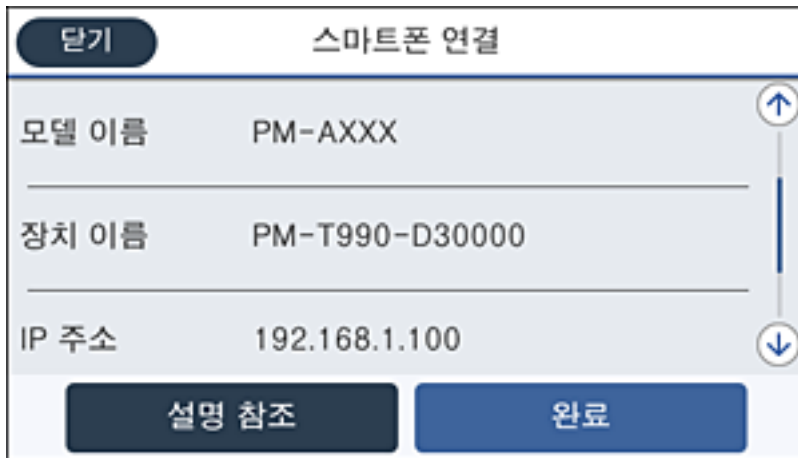 닫기 스마트폰 연결
모델 이름 PM-AXXX
장치 이름 PM-T990-D30000
IP 주소 192.168.1.100
설명 참조 완료